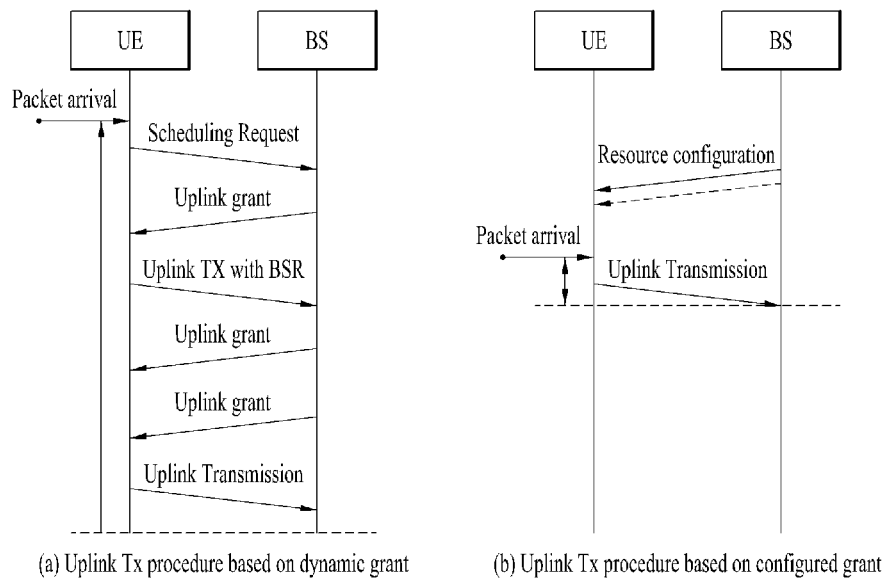 UE
BS
Packet arrival
Scheduling Request
Uplink grant
Uplink TX with BSR
Uplink grant
Uplink grant
Uplink Transmission
(a) Uplink Tx procedure based on dynamic grant
UE
BS
Resource configuration
Packet arrival
Uplink Transmission
(b) Uplink Tx procedure based on configured grant